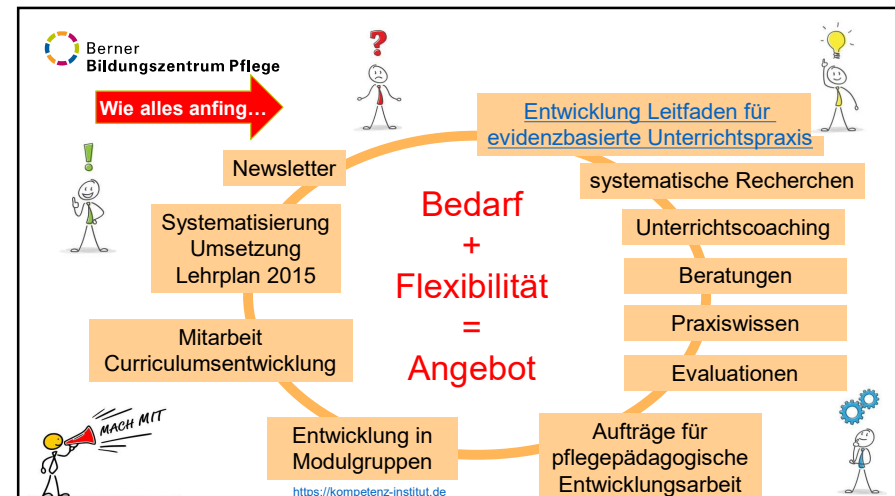 Berner
Bildungszentrum Pflege
Wie alles anfing…
?
!
Entwicklung Leitfaden für
evidenzbasierte Unterrichtspraxis
systematische Recherchen
Unterrichtscoaching
Beratungen
Praxiswissen
Evaluationen
Aufträge für
pflegepädagogische
Entwicklungsarbeit
Entwicklung in
Modulgruppen
Mitarbeit
Curriculumsentwicklung
Systematisierung
Umsetzung
Lehrplan 2015
Newsletter
Bedarf
+
Flexibilität
=
Angebot
MACH MIT
https://kompetenz-institut.de